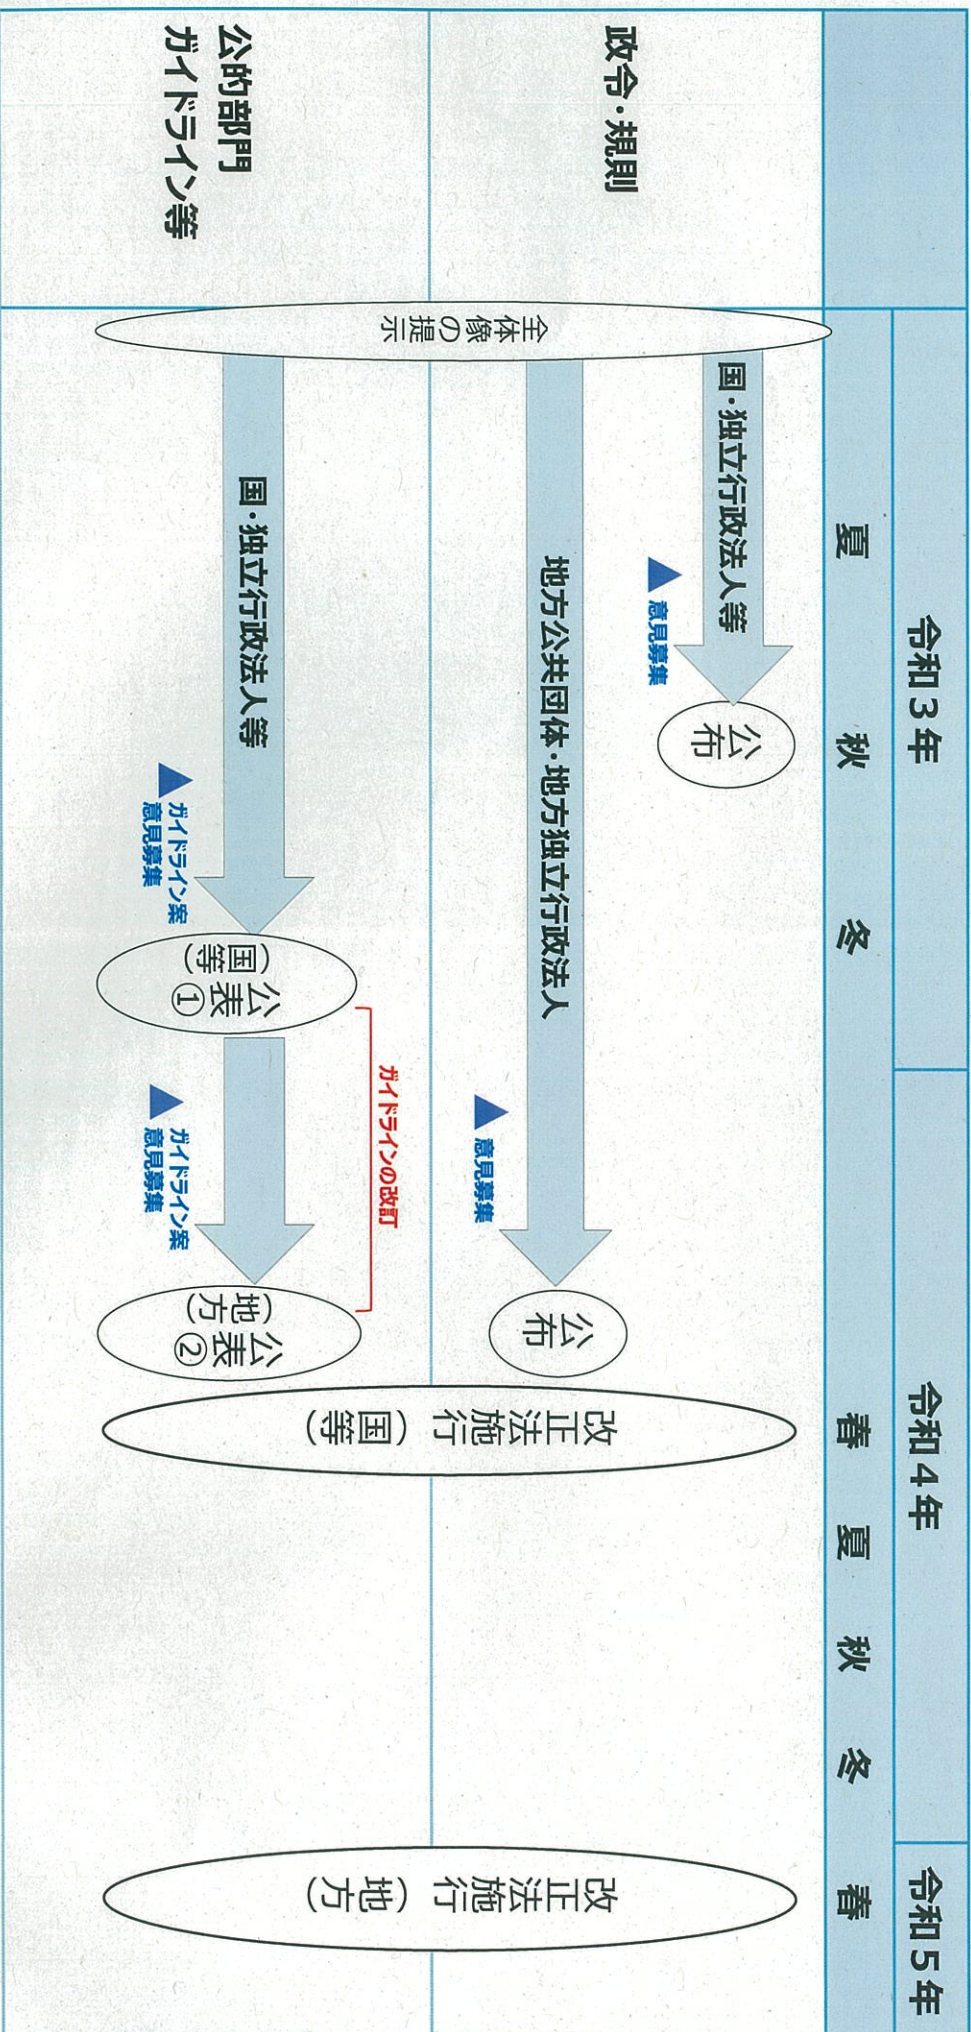 令和3年
令和4年
令和5年
夏
秋
冬
春
夏
秋
冬
春
政令・規則
全体像の提示
国・独立行政法人等
意見募集
公布
地方公共団体・地方独立行政法人
意見募集
公布
公的部門
ガイドライン等
国・独立行政法人等
ガイドライン案
意見募集
公表①
(国等)
ガイドラインの改訂
ガイドライン案
意見募集
公表②
(地方)
改正法施行(国等)
改正法施行(地方)